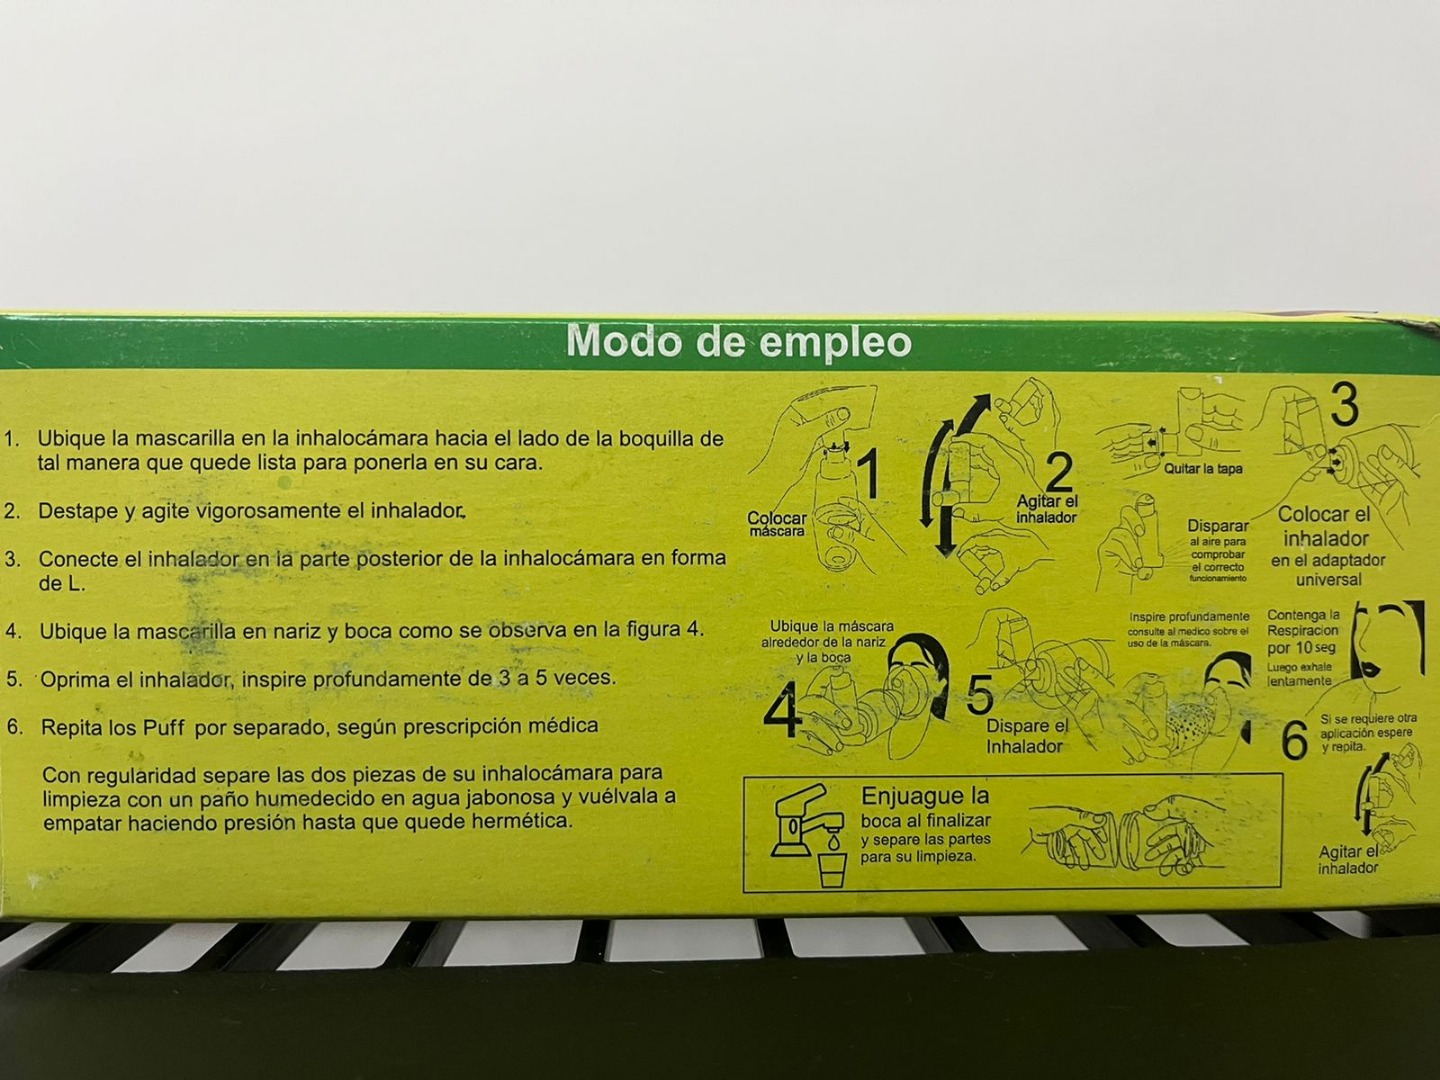 Modo de empleo
1. Ubique la mascarilla en la inhalocámara hacia el lado de la boquilla de
tal manera que quede lista para ponerla en su cara.
2. Destape y agite vigorosamente el inhalador.
3. Conecte el inhalador en la parte posterior de la inhalocámara en forma
de L.
4. Ubique la mascarilla en nariz y boca como se observa en la figura 4.
5. Oprima el inhalador, inspire profundamente de 3 a 5 veces.
6. Repita los Puff por separado, según prescripción médica
Con regularidad separe las dos piezas de su inhalocámara para
limpieza con un paño humedecido en agua jabonosa y vuélvala a
empatar haciendo presión hasta que quede hermética.
1
Colocar
máscara
2
Agitar el
inhalador
Quitar la tapa
Disparar
al aire para
comprobar
el correcto
funcionamiento
3
Colocar el
inhalador
en el adaptador
universal
Ubique la máscara
alrededor de la nariz
y la boca
4
5
Dispare el
Inhalador
Inspire profundamente
consulte al medico sobre el
uso de la máscara.
Contenga la
Respiracion
por 10 seg
Luego exhale
lentamente
6
Si se requiere otra
aplicación espere
y repita.
Agitar el
inhalador
Enjuague la
boca al finalizar
y separe las partes
para su limpieza.